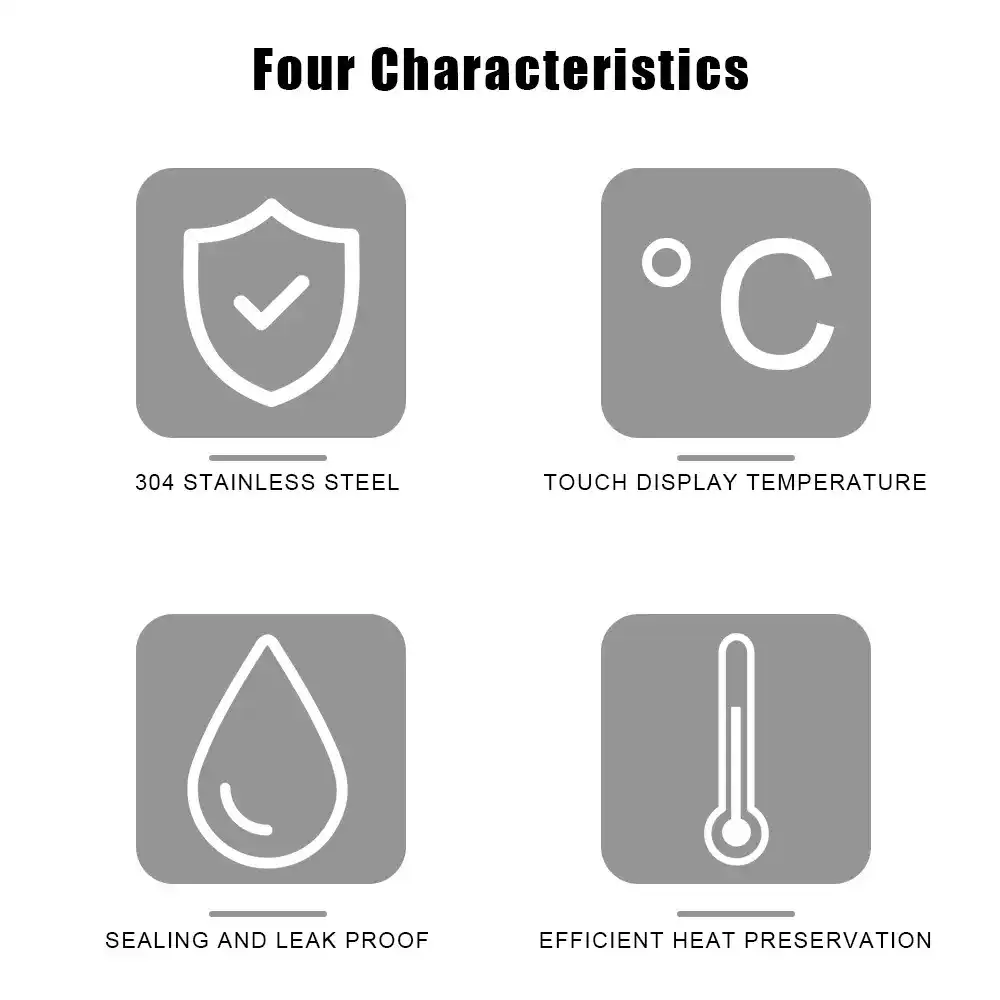 Four Characteristics
°C
304 STAINLESS STEEL
TOUCH DISPLAY TEMPERATURE
SEALING AND LEAK PROOF
EFFICIENT HEAT PRESERVATION